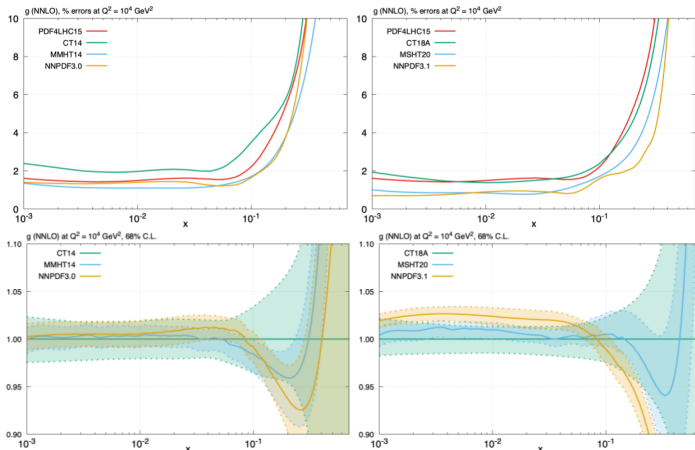 g (NNLO), % errors at Q² = 10⁴ GeV²
PDF4LHC15
CT14
MMHT14
NNPDF3.0
10
8
6
4
2
0
10⁻³
10⁻²
10⁻¹
x
g (NNLO), % errors at Q² = 10⁴ GeV²
PDF4LHC15
CT18A
MSHT20
NNPDF3.1
10
8
6
4
2
0
10⁻³
10⁻²
10⁻¹
x
g (NNLO) at Q² = 10⁴ GeV², 68% C.L.
CT14
MMHT14
NNPDF3.0
1.10
1.05
1.00
0.95
0.90
10⁻³
10⁻²
10⁻¹
x
g (NNLO) at Q² = 10⁴ GeV², 68% C.L.
CT18A
MSHT20
NNPDF3.1
1.10
1.05
1.00
0.95
0.90
10⁻³
10⁻²
10⁻¹
x